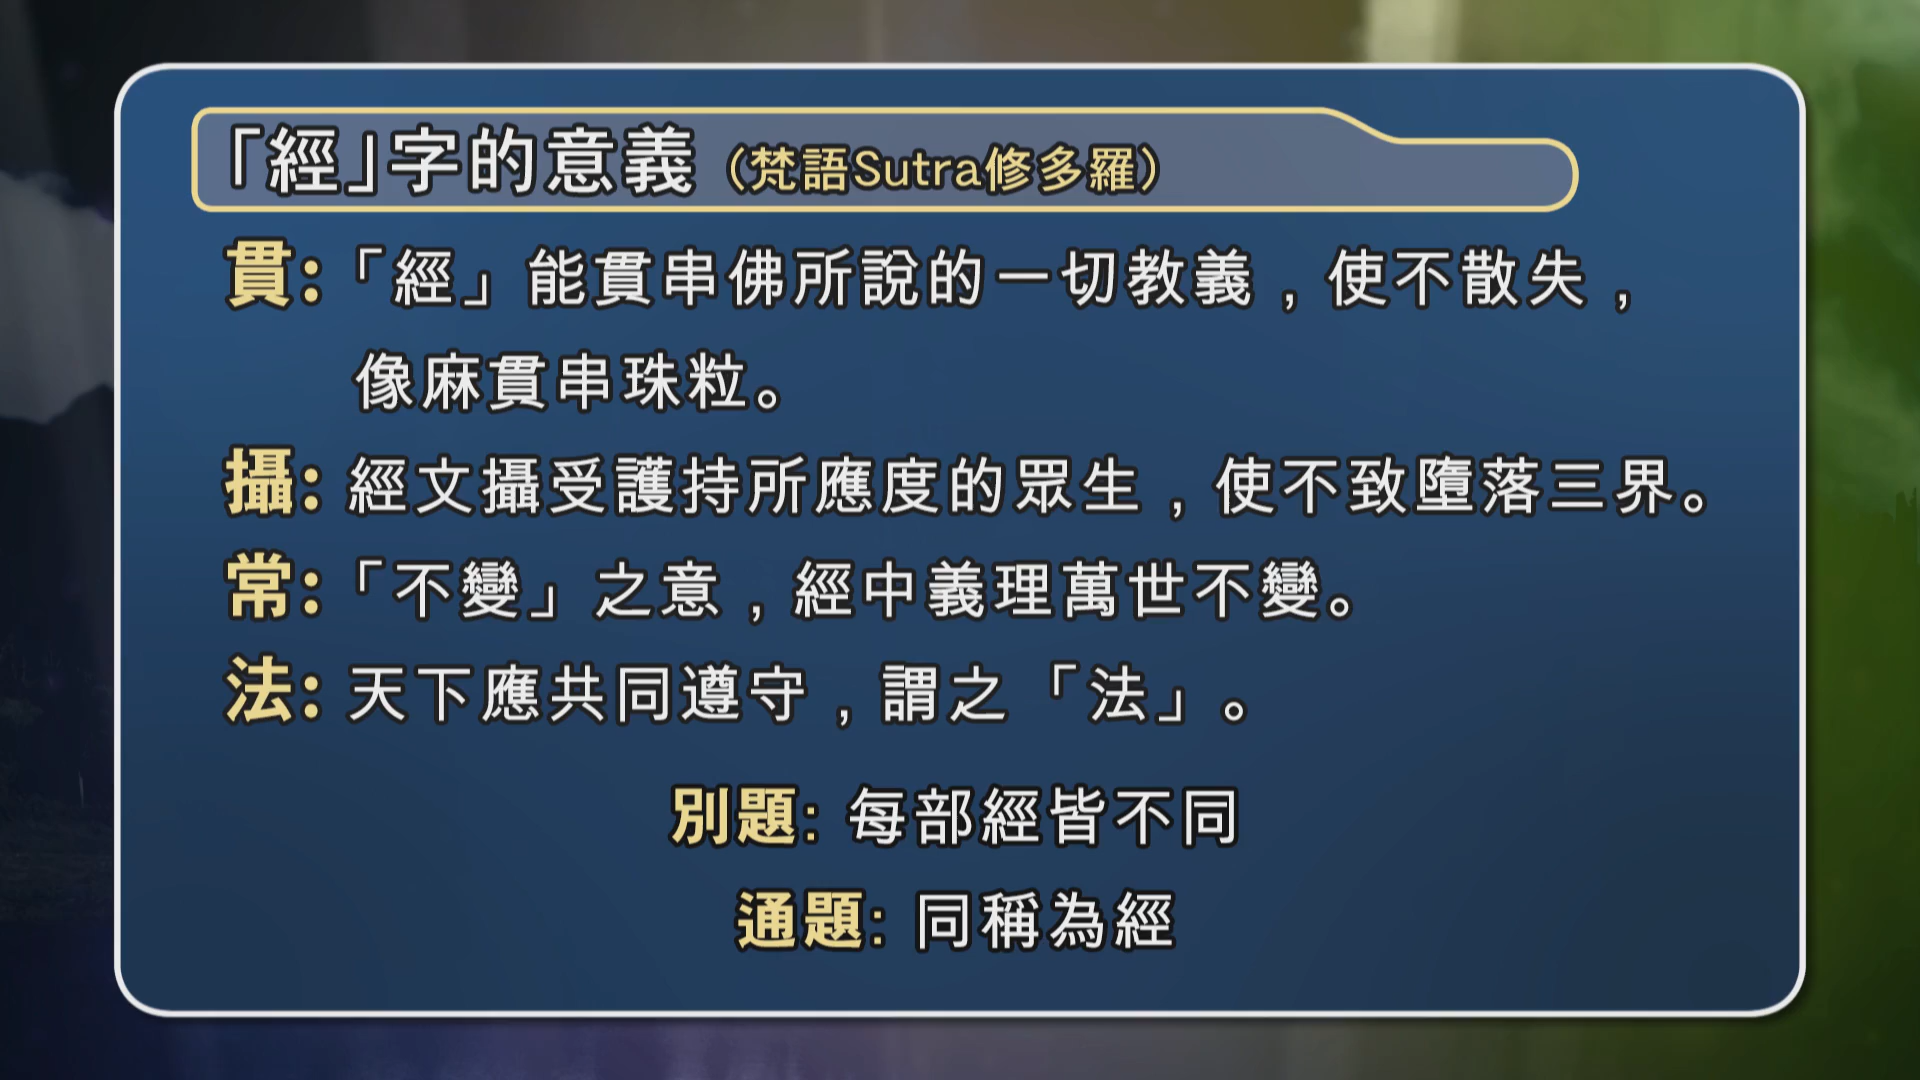 「經」字的意義（梵語Sutra修多羅）
貫:「經」能貫串佛所說的一切教義，使不散失，
像麻貫串珠粒。
攝:經文攝受護持所應度的眾生，使不致墮落三界。
常:「不變」之意，經中義理萬世不變。
法:天下應共同遵守，謂之「法」。
別題:每部經皆不同
通題:同稱為經